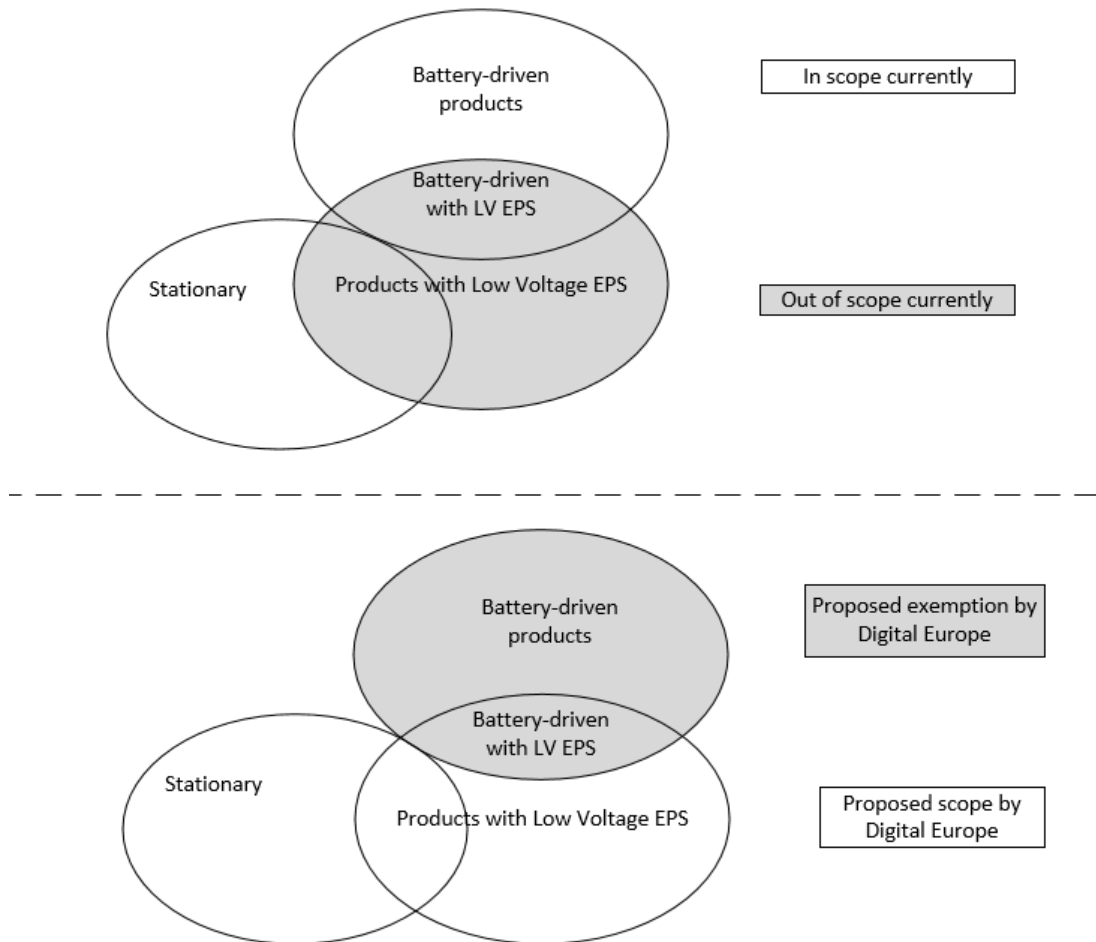 Battery-driven
products
In scope currently
Battery-driven
with LV EPS
Stationary
Products with Low Voltage EPS
Out of scope currently
Battery-driven
products
Proposed exemption by
Digital Europe
Battery-driven
with LV EPS
Stationary
Products with Low Voltage EPS
Proposed scope by
Digital Europe